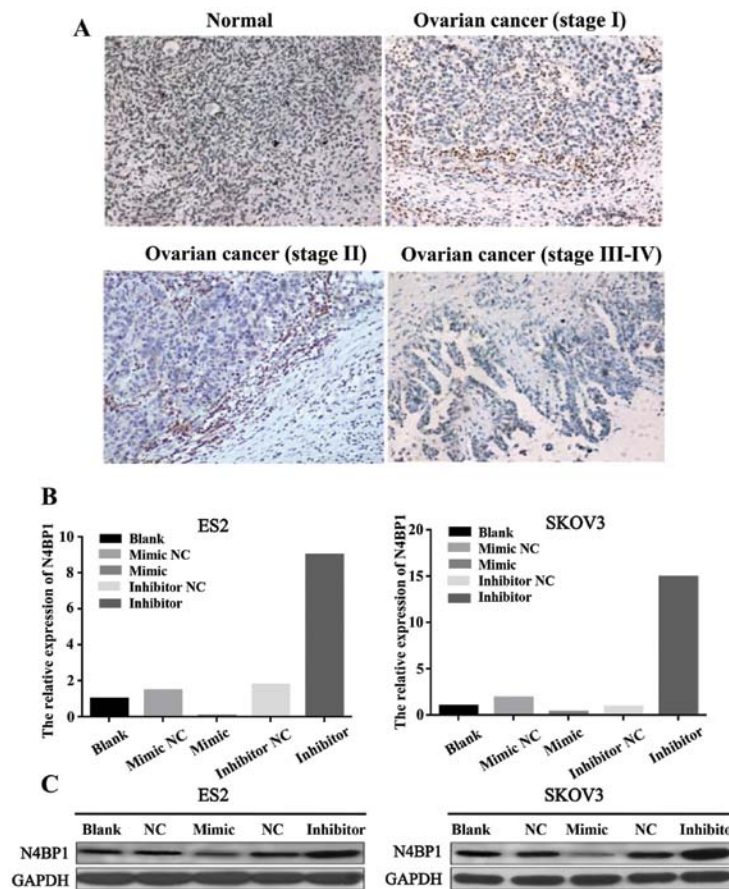 A
Normal
Ovarian cancer (stage I)
Ovarian cancer (stage II)
Ovarian cancer (stage III-IV)
B
ES2
The relative expression of N4BP1
10
8
6
4
2
0
Blank
Mimic NC
Mimic
Inhibitor NC
Inhibitor
Blank
Mimic NC
Mimic
Inhibitor NC
Inhibitor
SKOV3
The relative expression of N4BP1
20
15
10
5
0
Blank
Mimic NC
Mimic
Inhibitor NC
Inhibitor
Blank
Mimic NC
Mimic
Inhibitor NC
Inhibitor
C
ES2
Blank NC Mimic NC Inhibitor
N4BP1
GAPDH
SKOV3
Blank NC Mimic NC Inhibito
N4BP1
GAPDH